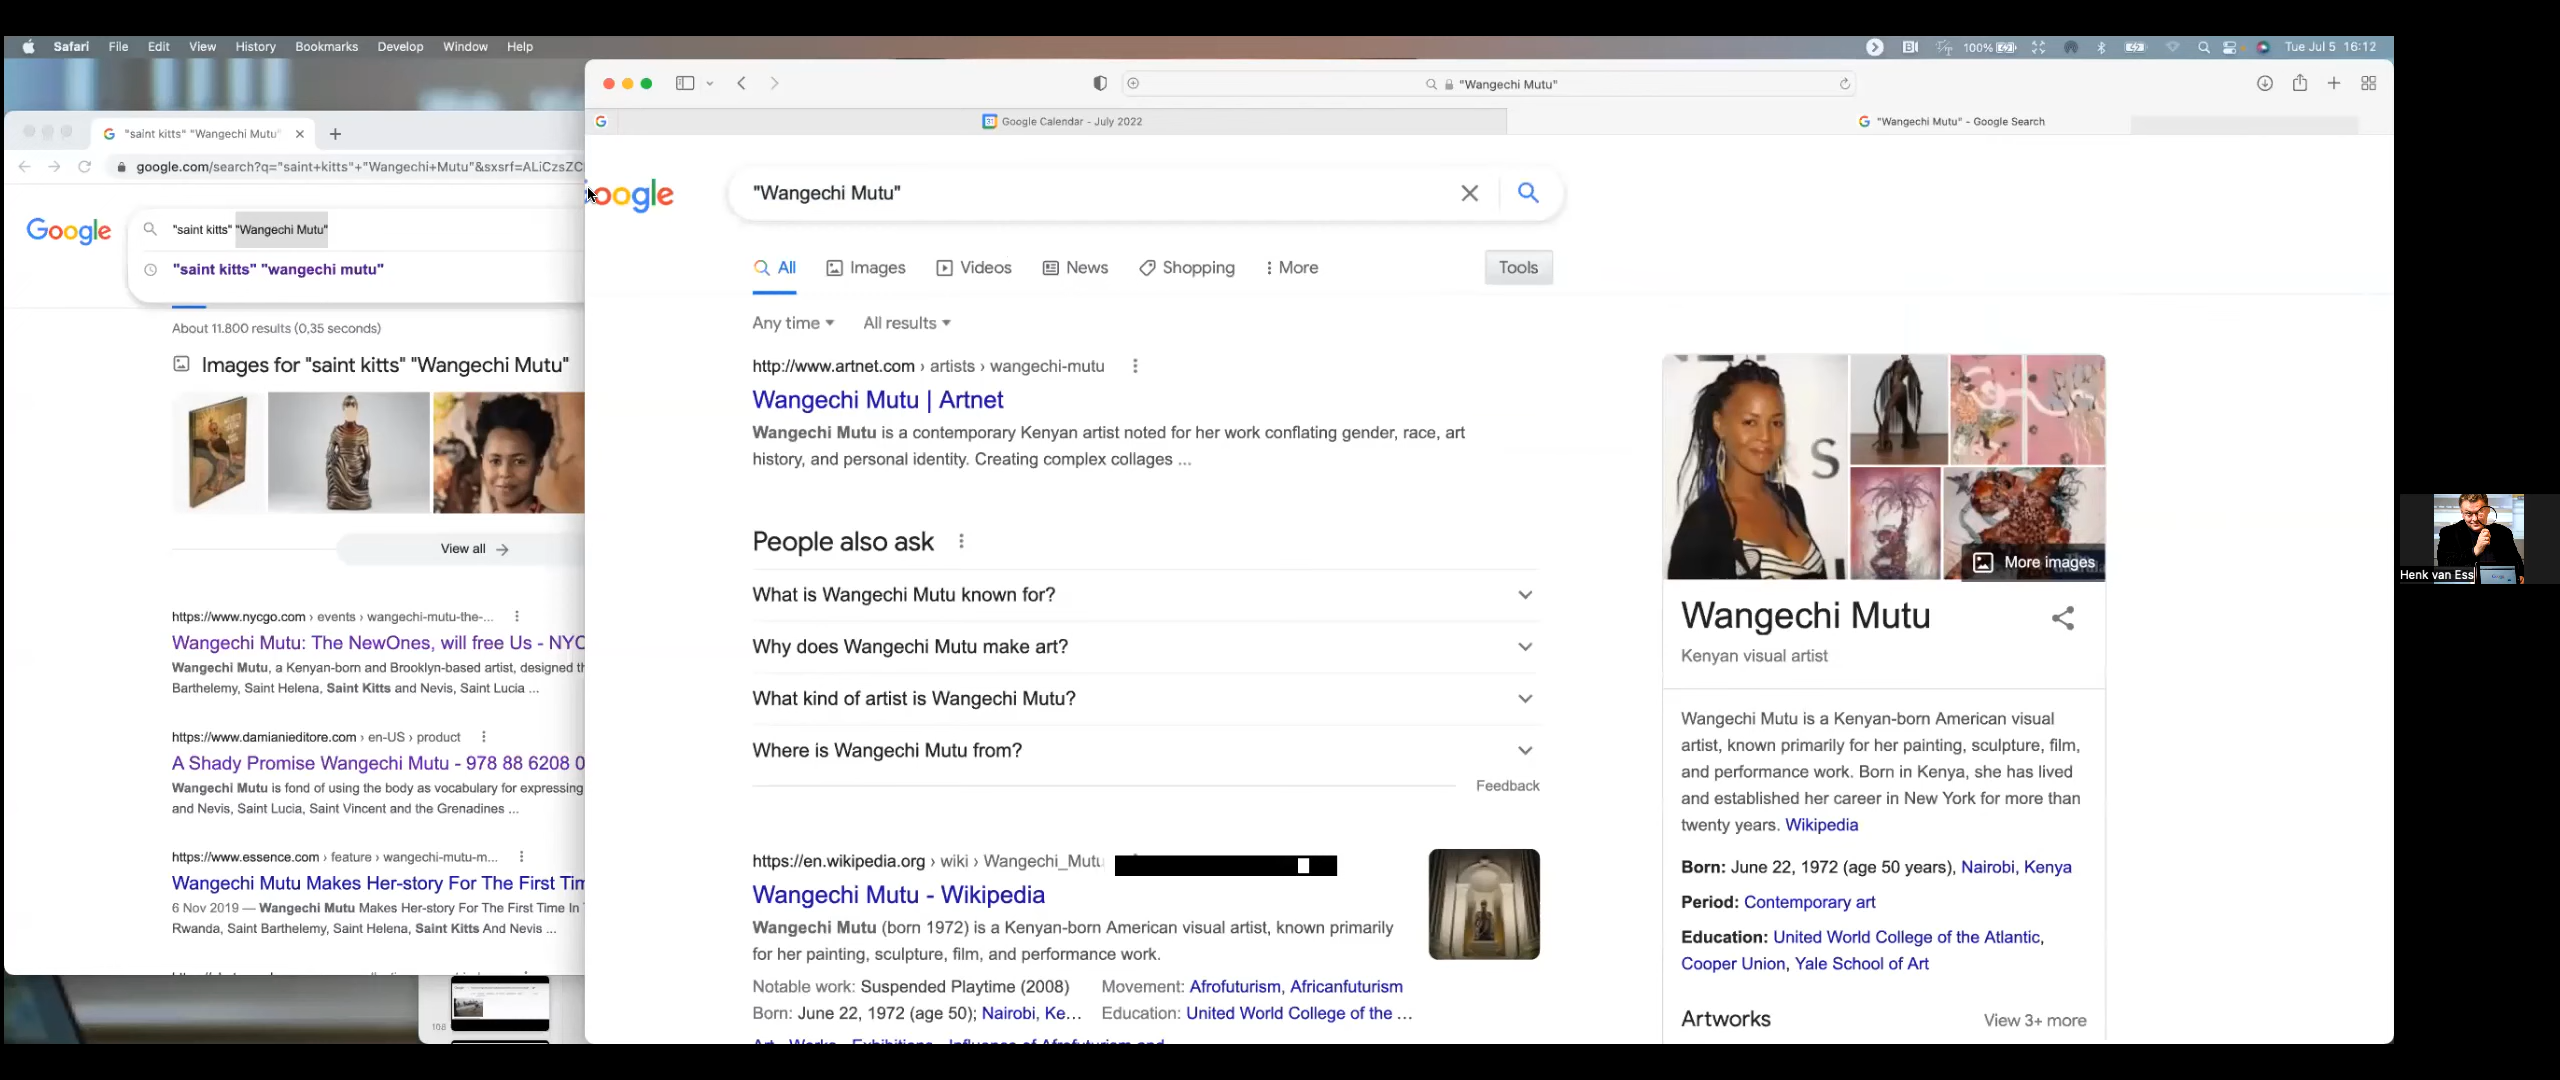 Safari File Edit View History Bookmarks Develop Window Help
100% Tue Jul 5 16:12
"saint kitts" "Wangechi Mutu"
google.com/search?q="saint+kitts"+"Wangechi+Mutu"&sxsrf=ALiCzsZC
Google
"saint kitts" "Wangechi Mutu"
"saint kitts" "wangechi mutu"
About 11.800 results (0,35 seconds)
Images for "saint kitts" "Wangechi Mutu"
View all
https://www.nycgo.com › events › wangechi-mutu-the-...
Wangechi Mutu: The NewOnes, will free Us - NYC
Wangechi Mutu, a Kenyan-born and Brooklyn-based artist, designed th
Barthelemy, Saint Helena, Saint Kitts and Nevis, Saint Lucia ...
https://www.damianieditore.com › en-US › product
A Shady Promise Wangechi Mutu - 978 88 6208 0
Wangechi Mutu is fond of using the body as vocabulary for expressing
and Nevis, Saint Lucia, Saint Vincent and the Grenadines ...
https://www.essence.com › feature › wangechi-mutu-m...
Wangechi Mutu Makes Her-story For The First Tim
6 Nov 2019 — Wangechi Mutu Makes Her-story For The First Time In
Rwanda, Saint Barthelemy, Saint Helena, Saint Kitts And Nevis ...
168
"Wangechi Mutu"
Google Calendar - July 2022
"Wangechi Mutu" - Google Search
Google
"Wangechi Mutu"
All Images Videos News Shopping More Tools
Any time All results
http://www.artnet.com › artists › wangechi-mutu
Wangechi Mutu | Artnet
Wangechi Mutu is a contemporary Kenyan artist noted for her work conflating gender, race, art
history, and personal identity. Creating complex collages ...
People also ask
What is Wangechi Mutu known for?
Why does Wangechi Mutu make art?
What kind of artist is Wangechi Mutu?
Where is Wangechi Mutu from?
Feedback
https://en.wikipedia.org › wiki › Wangechi_Mutu
Wangechi Mutu - Wikipedia
Wangechi Mutu (born 1972) is a Kenyan-born American visual artist, known primarily
for her painting, sculpture, film, and performance work.
Notable work: Suspended Playtime (2008) Movement: Afrofuturism, Africanfuturism
Born: June 22, 1972 (age 50); Nairobi, Ke... Education: United World College of the ...
More images
Wangechi Mutu
Kenyan visual artist
Wangechi Mutu is a Kenyan-born American visual
artist, known primarily for her painting, sculpture, film,
and performance work. Born in Kenya, she has lived
and established her career in New York for more than
twenty years. Wikipedia
Born: June 22, 1972 (age 50 years), Nairobi, Kenya
Period: Contemporary art
Education: United World College of the Atlantic,
Cooper Union, Yale School of Art
Artworks
View 3+ more
Henk van Ess